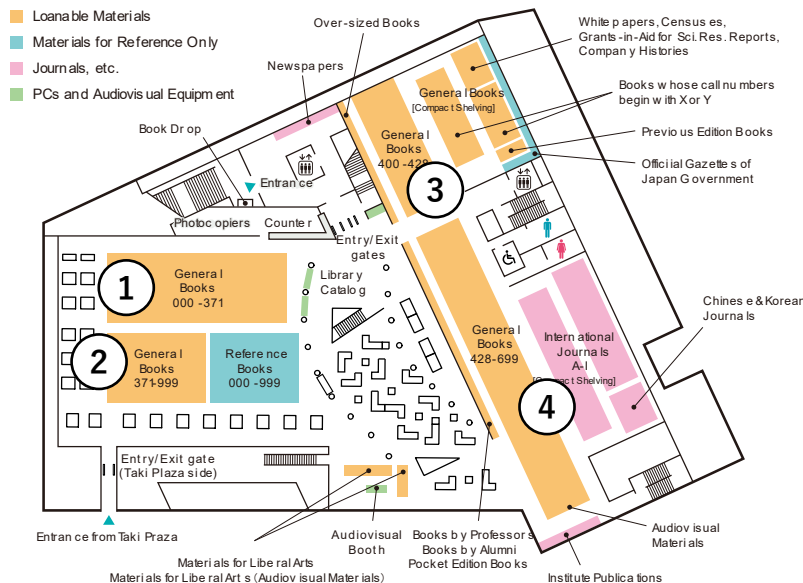 Loanable Materials
Materials for Reference Only
Journals, etc.
PCs and Audiovisual Equipment
Over-sized Books
Newspapers
Book Drop
Entrance
Photocopiers
Counter
Entry/Exit
gates
Library
Catalog
White papers, Censuses,
Grants-in-Aid for Sci. Res. Reports,
Company Histories
Books whose call numbers
begin with X or Y
Previous Edition Books
Official Gazettes of
Japan Government
General Books
[Compact Shelving]
General
Books
400-428
3
1
General
Books
000-371
2
General
Books
371-999
Reference
Books
000-999
General
Books
428-699
4
International
Journals
A-I
[Compact Shelving]
Chinese & Korean
Journals
Entry/Exit gate
(Taki Plaza side)
Entrance from Taki Praza
Materials for Liberal Arts
Materials for Liberal Arts (Audiovisual Materials)
Audiovisual
Booth
Books by Professors
Books by Alumni
Pocket Edition Books
Audiovisual
Materials
Institute Publications